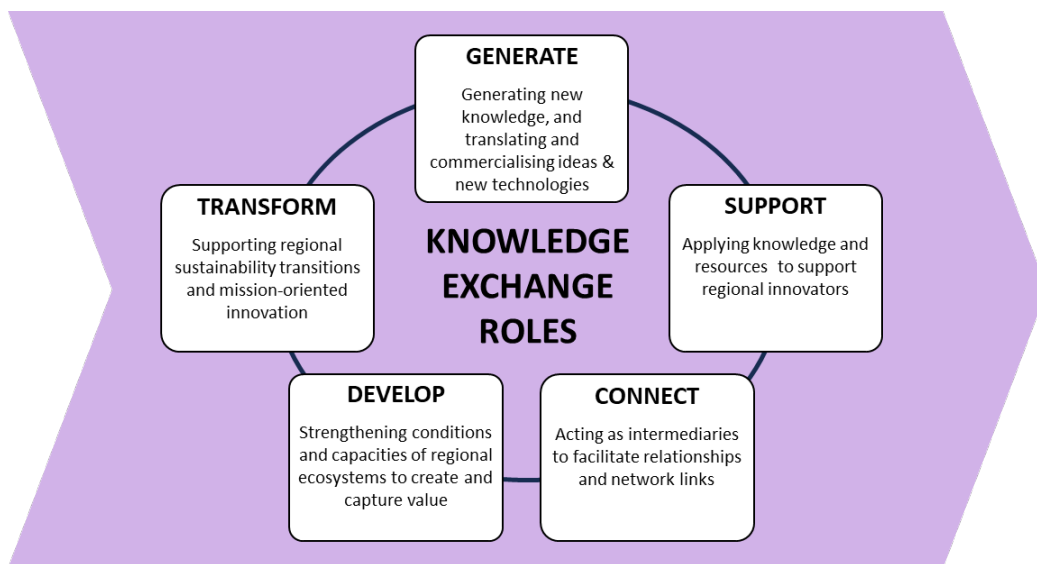 GENERATE
Generating new
knowledge, and
translating and
commercialising ideas &
new technologies
TRANSFORM
Supporting regional
sustainability transitions
and mission-oriented
innovation
KNOWLEDGE
EXCHANGE
ROLES
SUPPORT
Applying knowledge and
resources to support
regional innovators
DEVELOP
Strengthening conditions
and capacities of regional
ecosystems to create and
capture value
CONNECT
Acting as intermediaries
to facilitate relationships
and network links